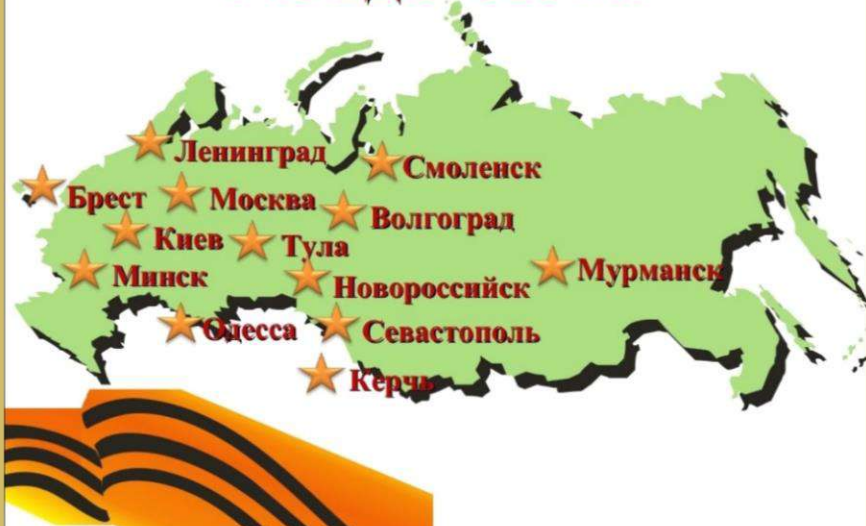 Ленинград
Смоленск
Брест
Москва
Волгоград
Киев
Тула
Минск
Новороссийск
Мурманск
Одесса
Севастополь
Керчь